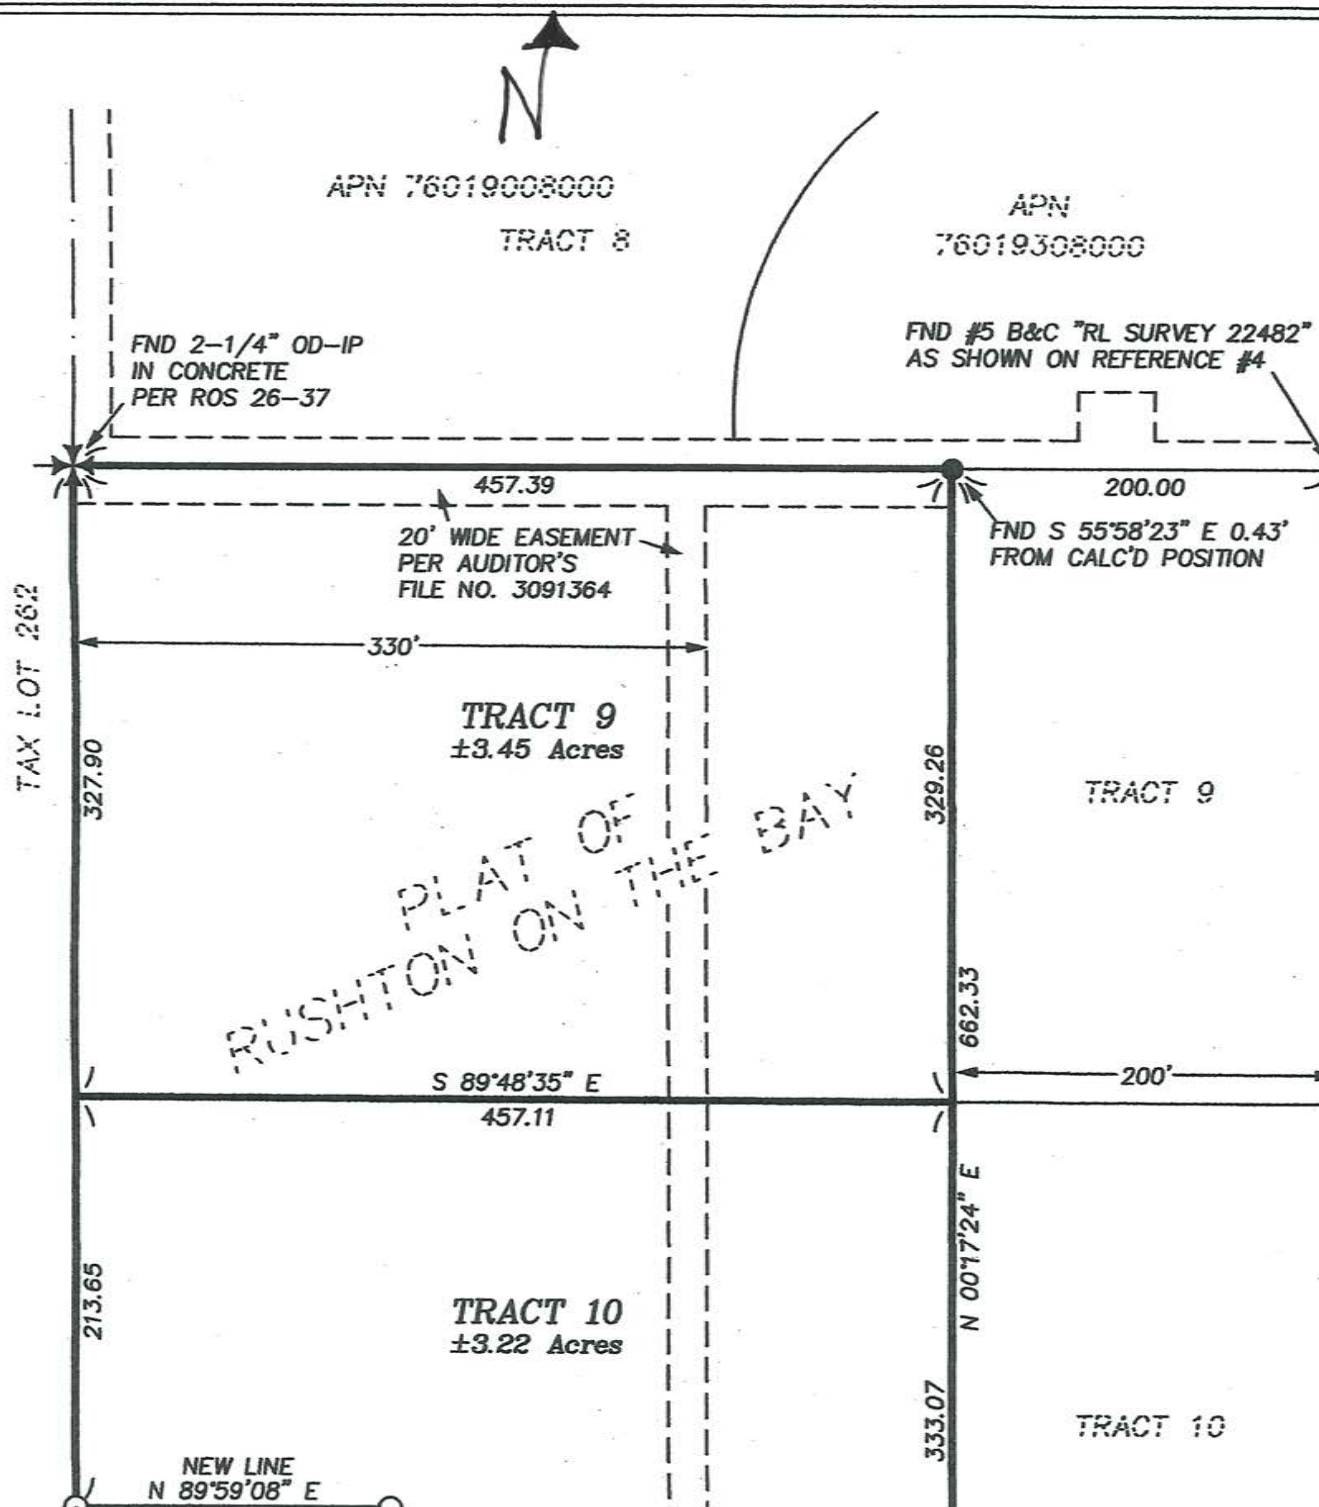 N
APN 76019008000
TRACT 8
APN
76019308000
FND 2-1/4" OD-IP
IN CONCRETE
PER ROS 26-37
FND #5 B&C "RL SURVEY 22482"
AS SHOWN ON REFERENCE #4
457.39
200.00
20' WIDE EASEMENT
PER AUDITOR'S
FILE NO. 3091364
FND S 55°58'23" E 0.43'
FROM CALC'D POSITION
TAX LOT 262
330'
TRACT 9
±3.45 Acres
327.90
329.26
TRACT 9
PLAT OF
RUSHTON ON THE BAY
662.33
S 89°48'35" E
457.11
200'
N 00°17'24" E
213.65
TRACT 10
±3.22 Acres
333.07
TRACT 10
NEW LINE
N 89°59'08" E